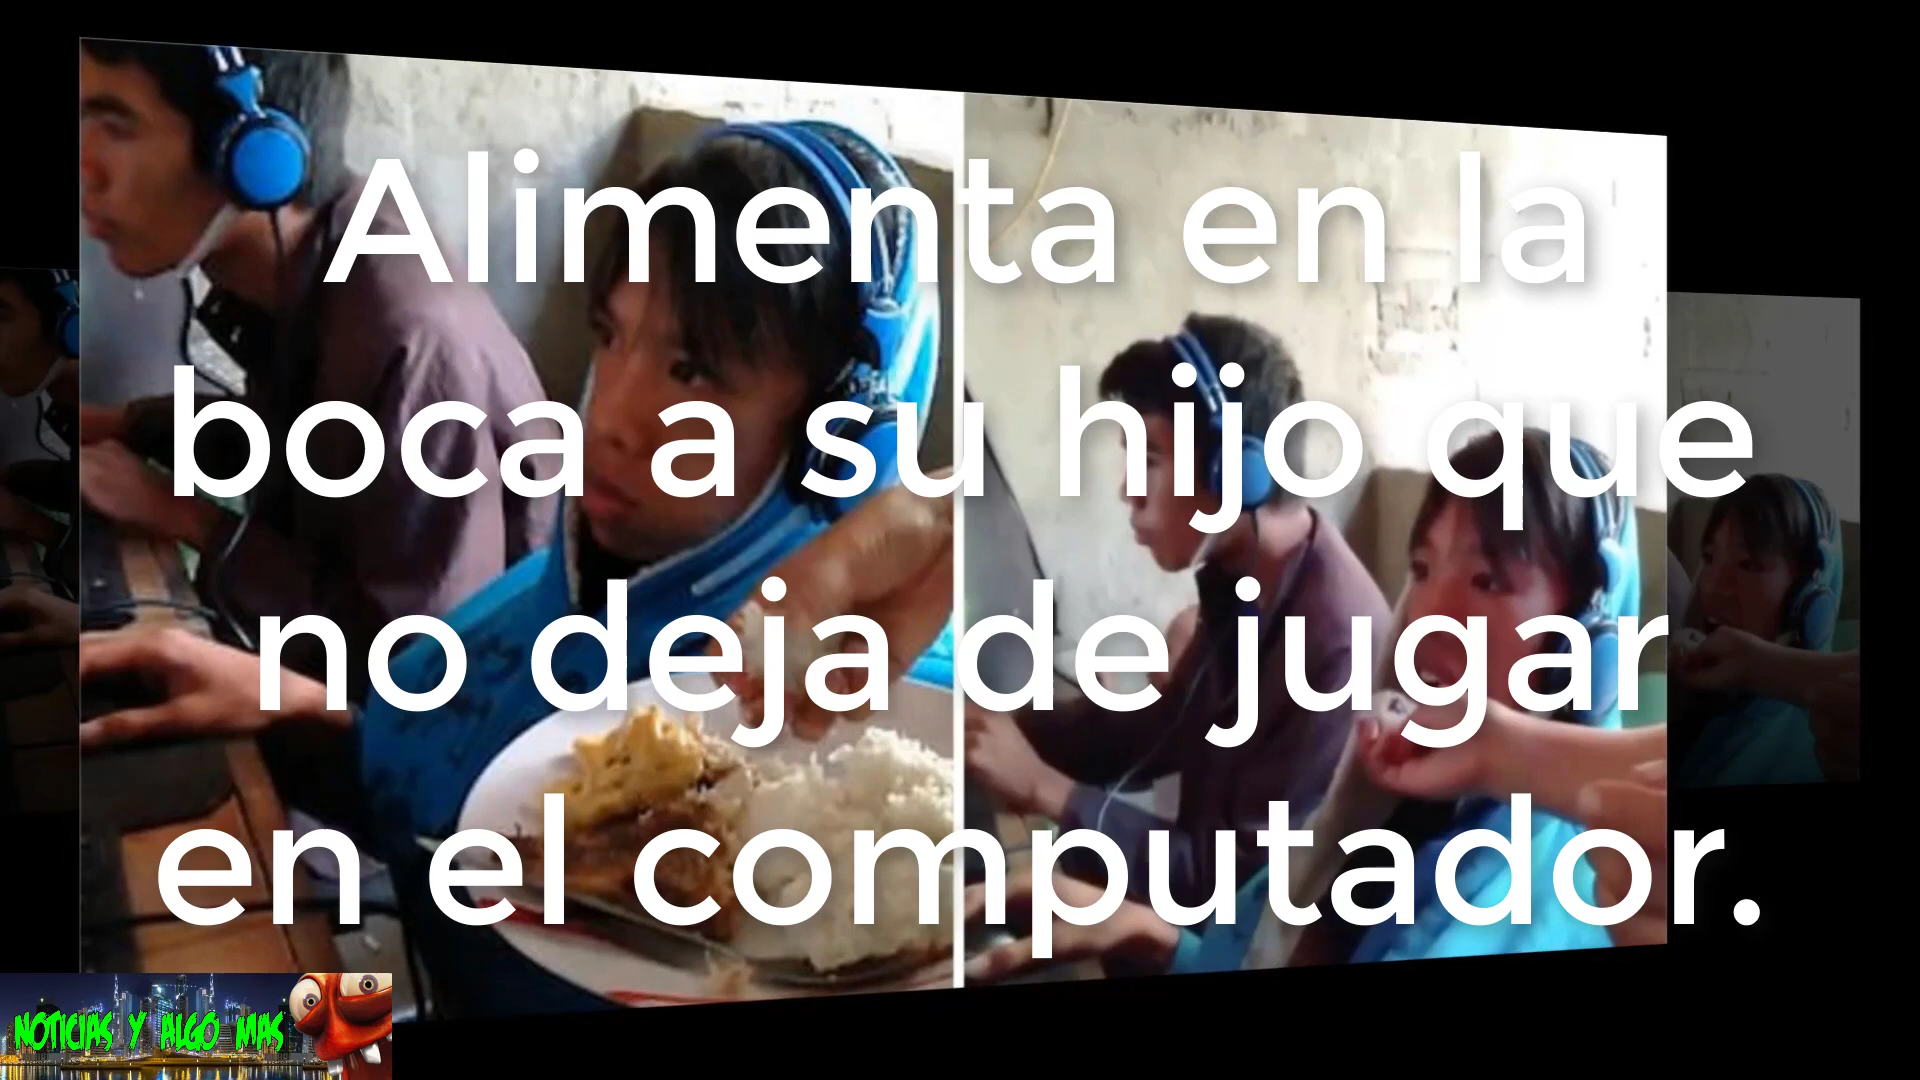 Alimenta en la
boca a su hijo que
no deja de jugar
en el computador.
NOTICIAS Y ALGO MAS